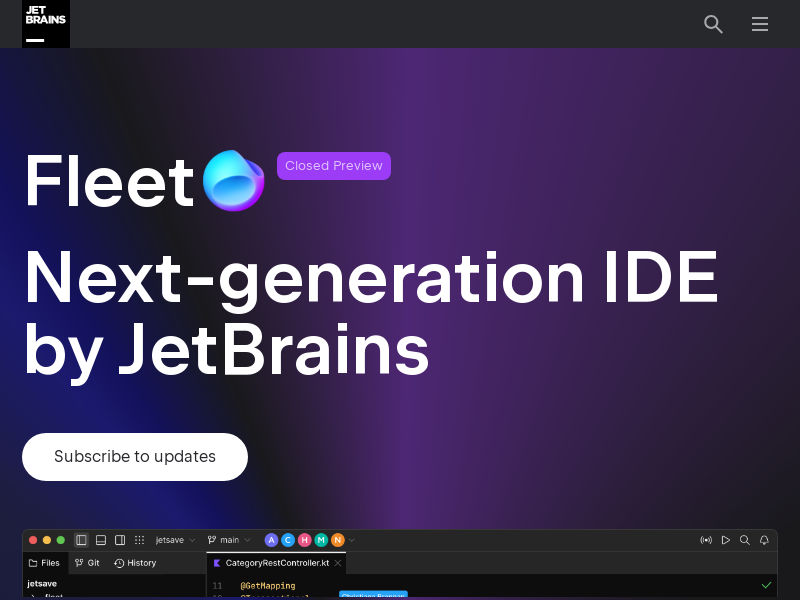 JET
BRAINS
Fleet
Closed Preview
Next-generation IDE
by JetBrains
Subscribe to updates
jetsave
main
A C H M N
Files
Git
History
CategoryRestController.kt
jetsave
11 @GetMapping